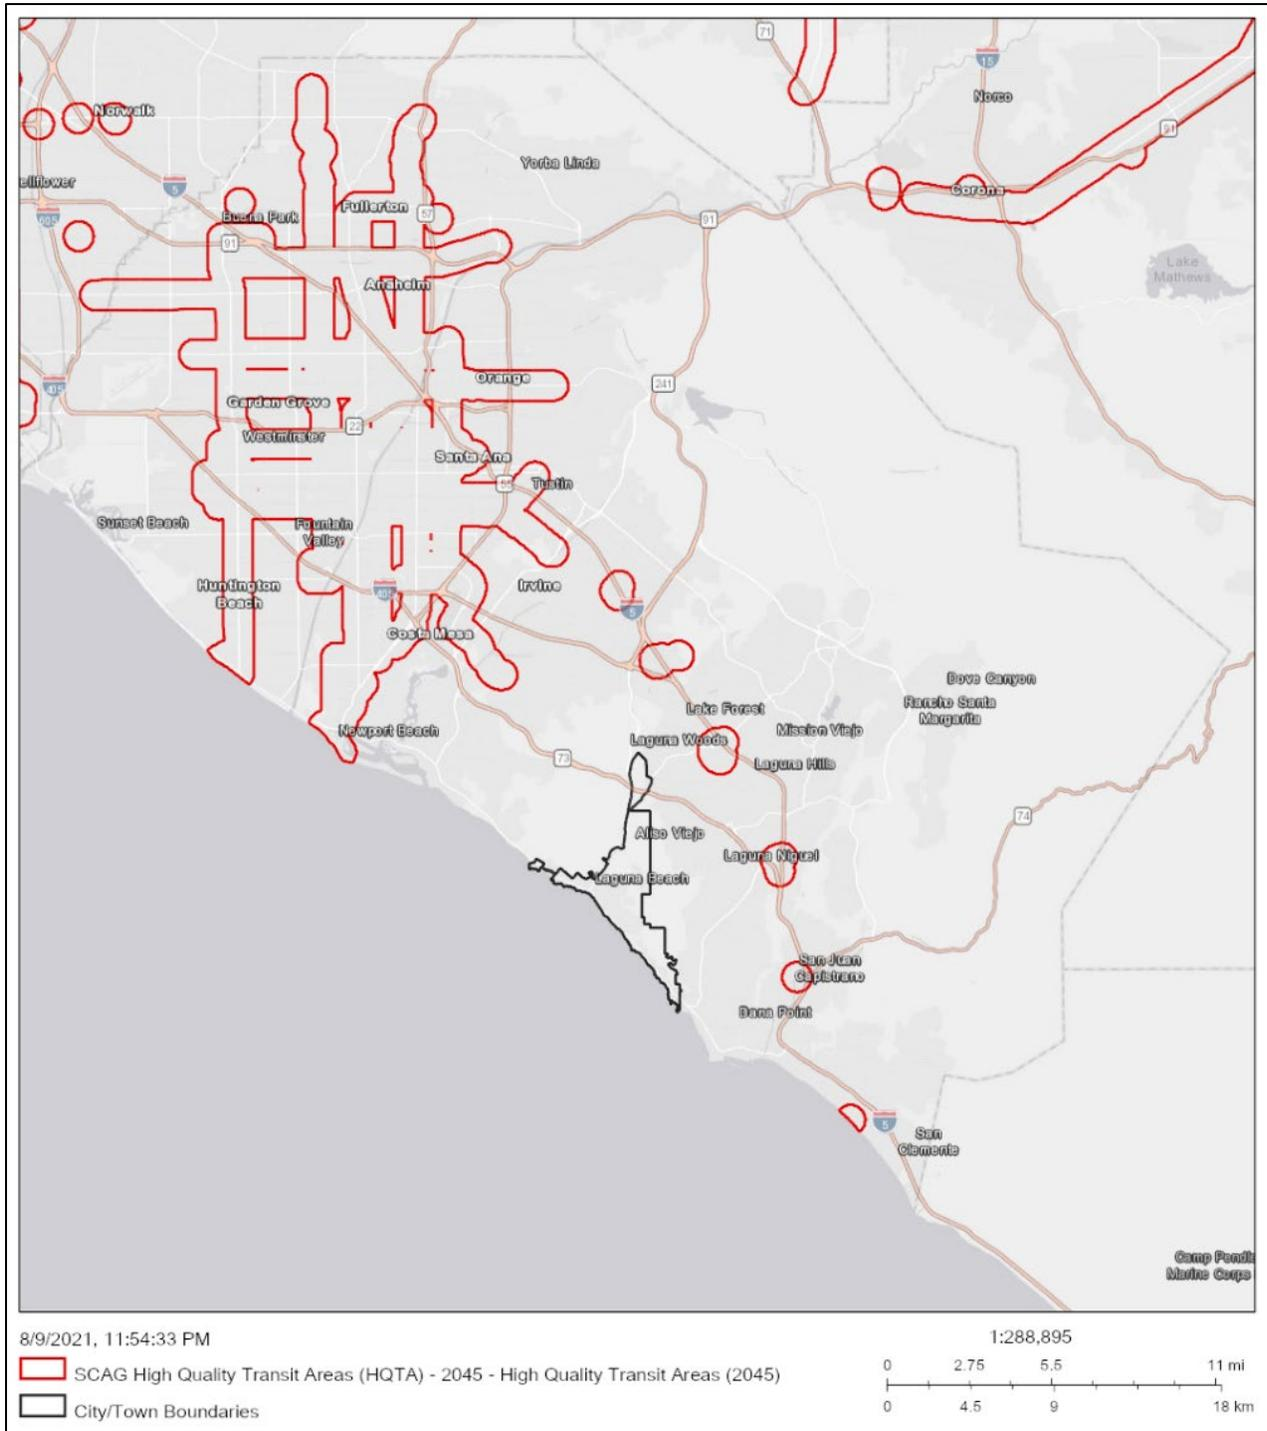 71
15
Norco
Norwalk
91
Yorba Linda
ellflower
5
Corona
605
Buena Park
Fullerton
57
91
91
Lake
Mathews
Anaheim
405
Orange
241
Garden Grove
22
Westminster
Santa Ana
55
Tustin
Sunset Beach
Fountain
Valley
Huntington
Beach
405
Irvine
5
Costa Mesa
Dove Canyon
Rancho Santa
Margarita
Lake Forest
Newport Beach
Laguna Woods
Mission Viejo
73
Laguna Hills
74
Aliso Viejo
Laguna Niguel
Laguna Beach
San Juan
Capistrano
Dana Point
5
San
Clemente
Camp Pendle
Marine Corps
8/9/2021, 11:54:33 PM
1:288,895
SCAG High Quality Transit Areas (HQTA) - 2045 - High Quality Transit Areas (2045)
City/Town Boundaries
0 2.75 5.5 11 mi
0 4.5 9 18 km